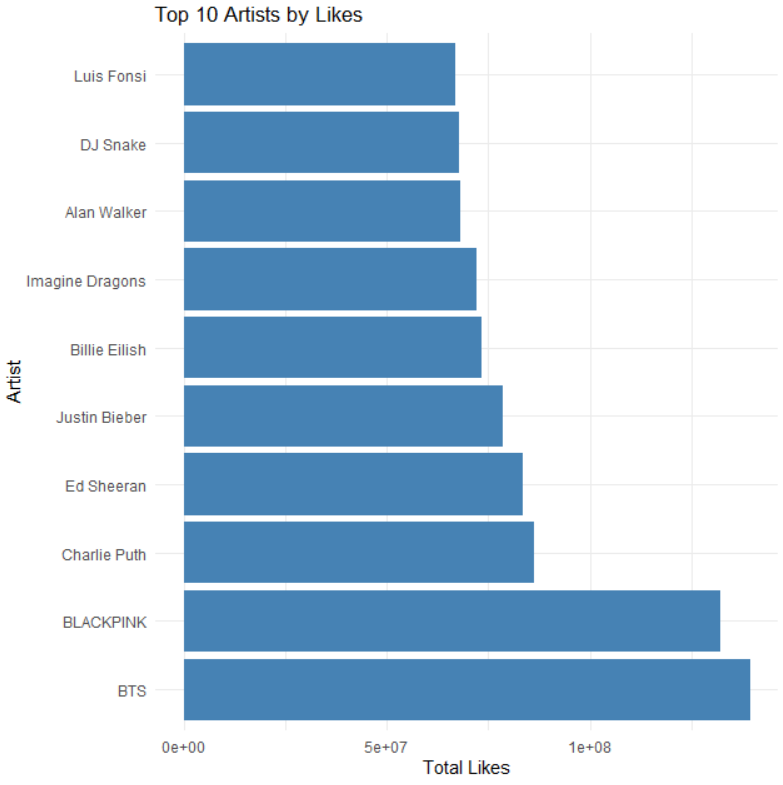 Top 10 Artists by Likes
Luis Fonsi
DJ Snake
Alan Walker
Imagine Dragons
Billie Eilish
Artist
Justin Bieber
Ed Sheeran
Charlie Puth
BLACKPINK
BTS
0e+00 5e+07 1e+08
Total Likes